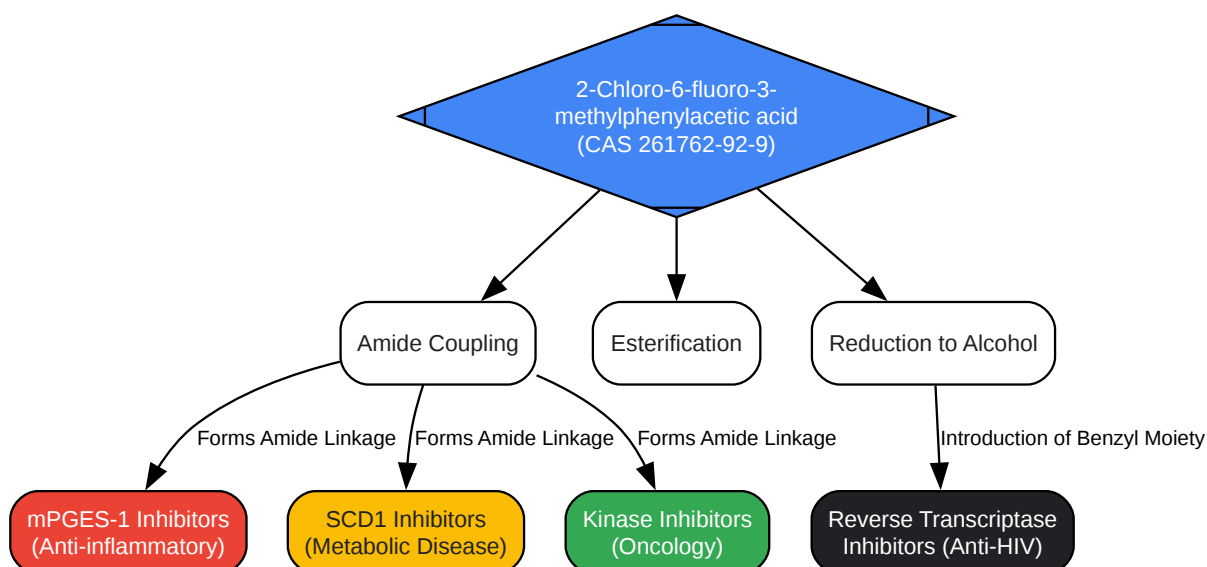 2-Chloro-6-fluoro-3-
methylphenylacetic acid
(CAS 261762-92-9)
Amide Coupling
Esterification
Reduction to Alcohol
Forms Amide Linkage
Forms Amide Linkage
Forms Amide Linkage
Introduction of Benzyl Moiety
mPGES-1 Inhibitors
(Anti-inflammatory)
SCD1 Inhibitors
(Metabolic Disease)
Kinase Inhibitors
(Oncology)
Reverse Transcriptase
Inhibitors (Anti-HIV)